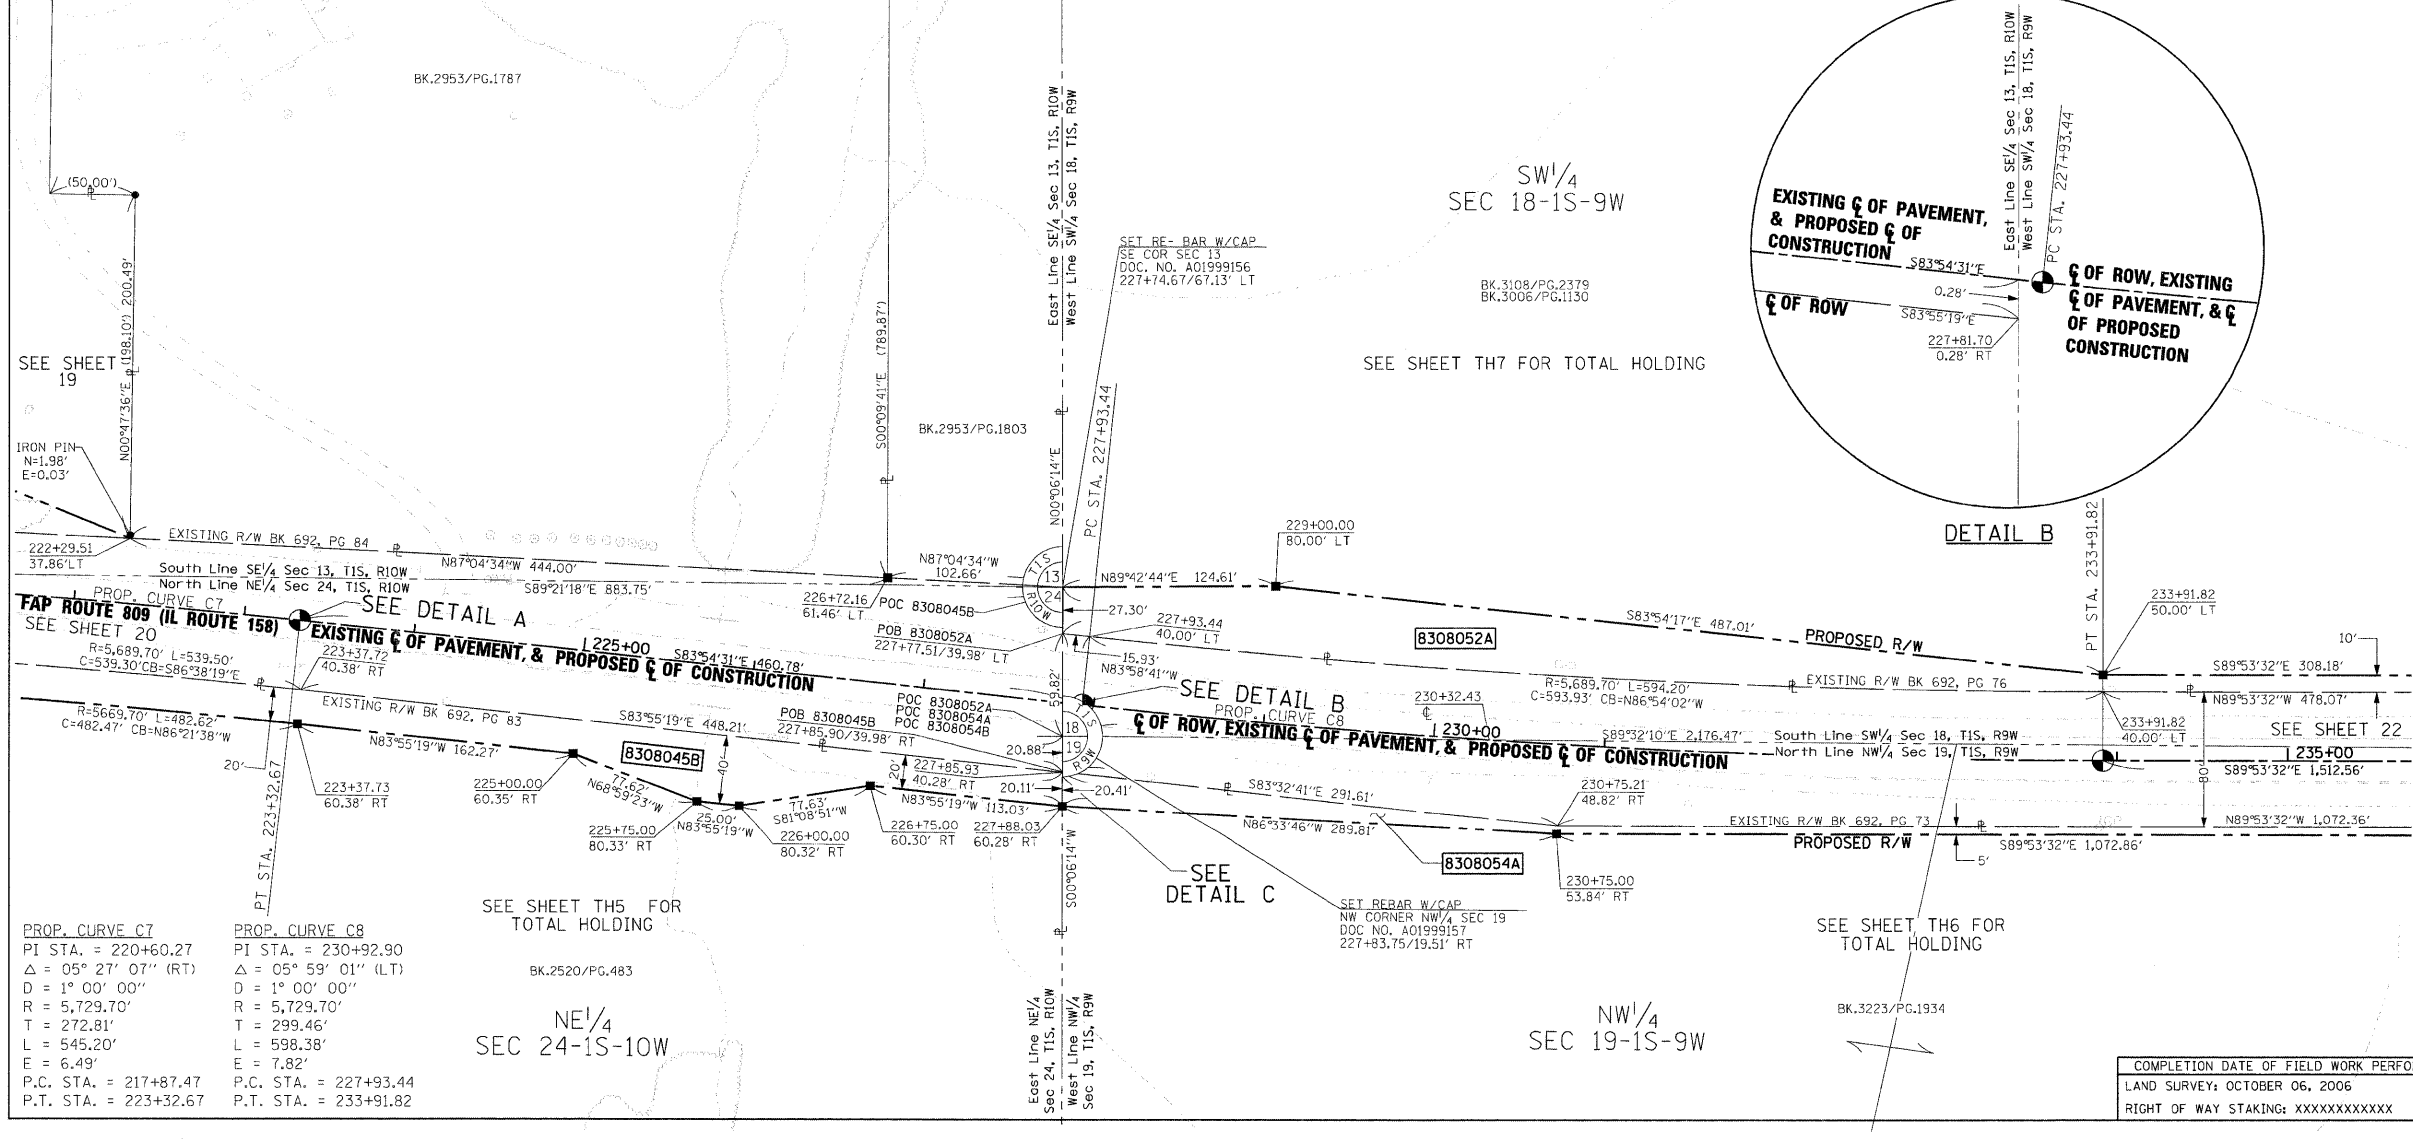 BK.2953/PG.1787
(50.00')
N00°47'36"E (198.10') 200.49'
SEE SHEET
19
IRON PIN
N=1.98'
E=0.03'
S00°09'41"E (789.87')
BK.2953/PG.1803
East Line SE1/4 Sec 13, T1S, R10W
West Line SW1/4 Sec 18, T1S, R9W
N00°06'14"E
PC STA. 227+93.44
SET RE- BAR W/CAP
SE COR SEC 13
DOC. NO. A01999156
227+74.67/67.13' LT
SW1/4
SEC 18-1S-9W
BK.3108/PG.2379
BK.3006/PG.1130
SEE SHEET TH7 FOR TOTAL HOLDING
East Line SE1/4 Sec 13, T1S, R10W
West Line SW1/4 Sec 18, T1S, R9W
PC STA. 227+93.44
EXISTING ℄ OF PAVEMENT,
& PROPOSED ℄ OF
CONSTRUCTION
S83°54'31"E
0.28'
℄ OF ROW
S83°55'19"E
227+81.70
0.28' RT
℄ OF ROW, EXISTING
℄ OF PAVEMENT, & ℄
OF PROPOSED
CONSTRUCTION
DETAIL B
222+29.51
37.86'LT
EXISTING R/W BK 692, PG 84
N87°04'34"W 444.00'
South Line SE1/4 Sec 13, T1S, R10W
North Line NE1/4 Sec 24, T1S, R10W
S89°21'18"E 883.75'
N87°04'34"W
102.66'
226+72.16
61.46' LT
POC 8308045B
T1S
13
24
R10W
N89°42'44"E 124.61'
229+00.00
80.00' LT
27.30'
POB 8308052A
227+77.51/39.98' LT
227+93.44
40.00' LT
15.93'
N83°58'41"W
8308052A
S83°54'17"E 487.01'
PROPOSED R/W
PT STA. 233+91.82
233+91.82
50.00' LT
10'
S89°53'32"E 308.18'
N89°53'32"W 478.07'
SEE SHEET 22
PROP. CURVE C7
FAP ROUTE 809 (IL ROUTE 158)
SEE SHEET 20
SEE DETAIL A
EXISTING ℄ OF PAVEMENT, & PROPOSED ℄ OF CONSTRUCTION
225+00
S83°54'31"E 460.78'
R=5,689.70' L=539.50'
C=539.30'CB=S86°38'19"E
223+37.72
40.38' RT
EXISTING R/W BK 692, PG 83
S83°55'19"E 448.21'
59.82'
POC 8308052A
POC 8308054A
POC 8308054B
POB 8308045B
227+85.90/39.98' RT
SEE DETAIL B
PROP. CURVE C8
℄ OF ROW, EXISTING ℄ OF PAVEMENT, & PROPOSED ℄ OF CONSTRUCTION
230+32.43
℄
230+00
R=5,689.70' L=594.20'
C=593.93' CB=N86°54'02"W
EXISTING R/W BK 692, PG 76
S89°32'10"E 2,176.47'
South Line SW1/4 Sec 18, T1S, R9W
North Line NW1/4 Sec 19, T1S, R9W
233+91.82
40.00' LT
235+00
S89°53'32"E 1,512.56'
80'
R=5669.70' L=482.62'
C=482.47' CB=N86°21'38"W
20'
N83°55'19"W 162.27'
223+37.73
60.38' RT
PT STA. 223+32.67
8308045B
225+00.00
60.35' RT
77.62'
N68°59'23"W
225+75.00
80.33' RT
40'
25.00'
N83°55'19"W
226+00.00
80.32' RT
77.63'
S81°08'51"W
226+75.00
60.30' RT
20'
227+85.93
40.28' RT
N83°55'19"W 113.03'
227+88.03
60.28' RT
T1S
18
19
R9W
20.88'
20.11'
20.41'
S83°32'41"E 291.61'
N86°33'46"W 289.81'
230+75.21
48.82' RT
8308054A
230+75.00
53.84' RT
EXISTING R/W BK 692, PG 73
PROPOSED R/W
N89°53'32"W 1,072.36'
S89°53'32"E 1,072.86'
5'
SEE
DETAIL C
S00°06'14"W
SET REBAR W/CAP
NW CORNER NW1/4 SEC 19
DOC NO. A01999157
227+83.75/19.51' RT
SEE SHEET TH5 FOR
TOTAL HOLDING
BK.2520/PG.483
NE1/4
SEC 24-1S-10W
SEE SHEET TH6 FOR
TOTAL HOLDING
NW1/4
SEC 19-1S-9W
BK.3223/PG.1934
East Line NE1/4
Sec 24, T1S, R10W
West Line NW1/4
Sec 19, T1S, R9W
PROP. CURVE C7
PI STA. = 220+60.27
△ = 05° 27' 07" (RT)
D = 1° 00' 00"
R = 5,729.70'
T = 272.81'
L = 545.20'
E = 6.49'
P.C. STA. = 217+87.47
P.T. STA. = 223+32.67
PROP. CURVE C8
PI STA. = 230+92.90
△ = 05° 59' 01" (LT)
D = 1° 00' 00"
R = 5,729.70'
T = 299.46'
L = 598.38'
E = 7.82'
P.C. STA. = 227+93.44
P.T. STA. = 233+91.82
COMPLETION DATE OF FIELD WORK PERFO
LAND SURVEY: OCTOBER 06, 2006
RIGHT OF WAY STAKING: XXXXXXXXXXXX